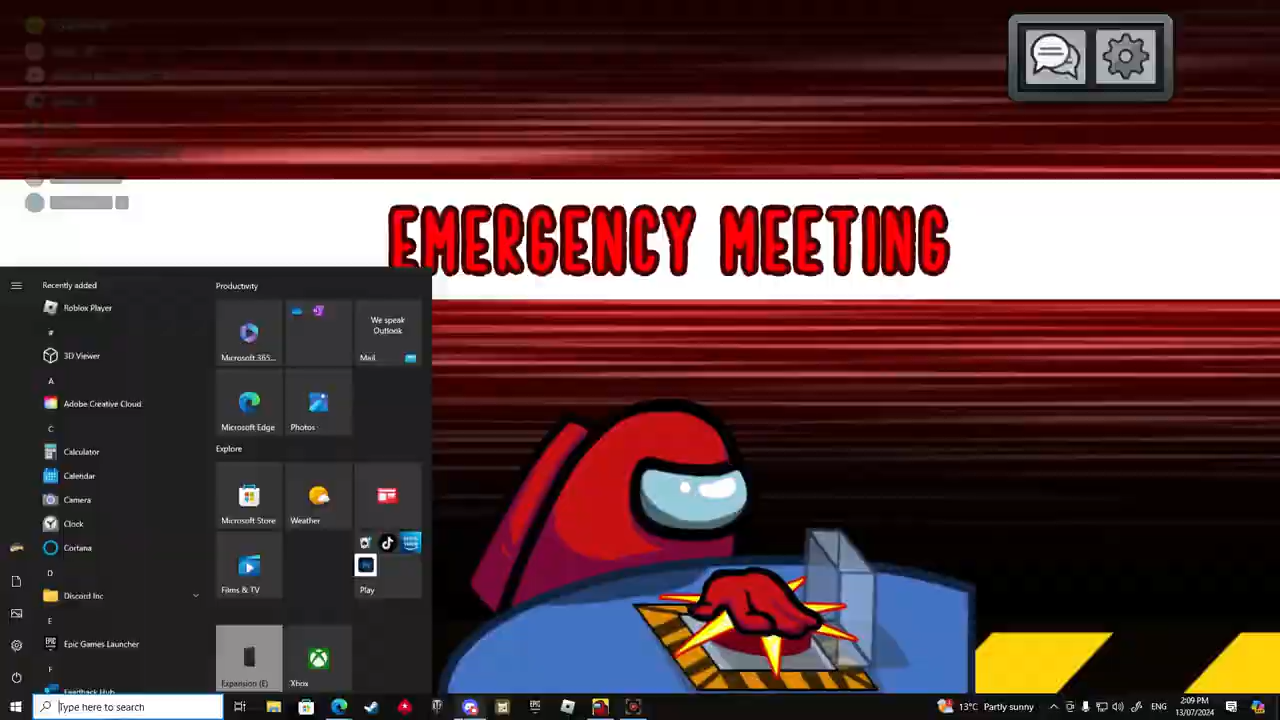 EMERGENCY MEETING
Recently added
Roblox Player
#
3D Viewer
A
Adobe Creative Cloud
C
Calculator
Calendar
Camera
Clock
Cortana
D
Discord Inc
E
Epic Games Launcher
F
Feedback Hub
Productivity
Microsoft 365...
We speak
Outlook
Mail
Microsoft Edge
Photos
Explore
Microsoft Store
Weather
Films & TV
Play
Expansion (E)
Xbox
Type here to search
13°C Partly sunny
ENG
2:09 PM
13/07/2024